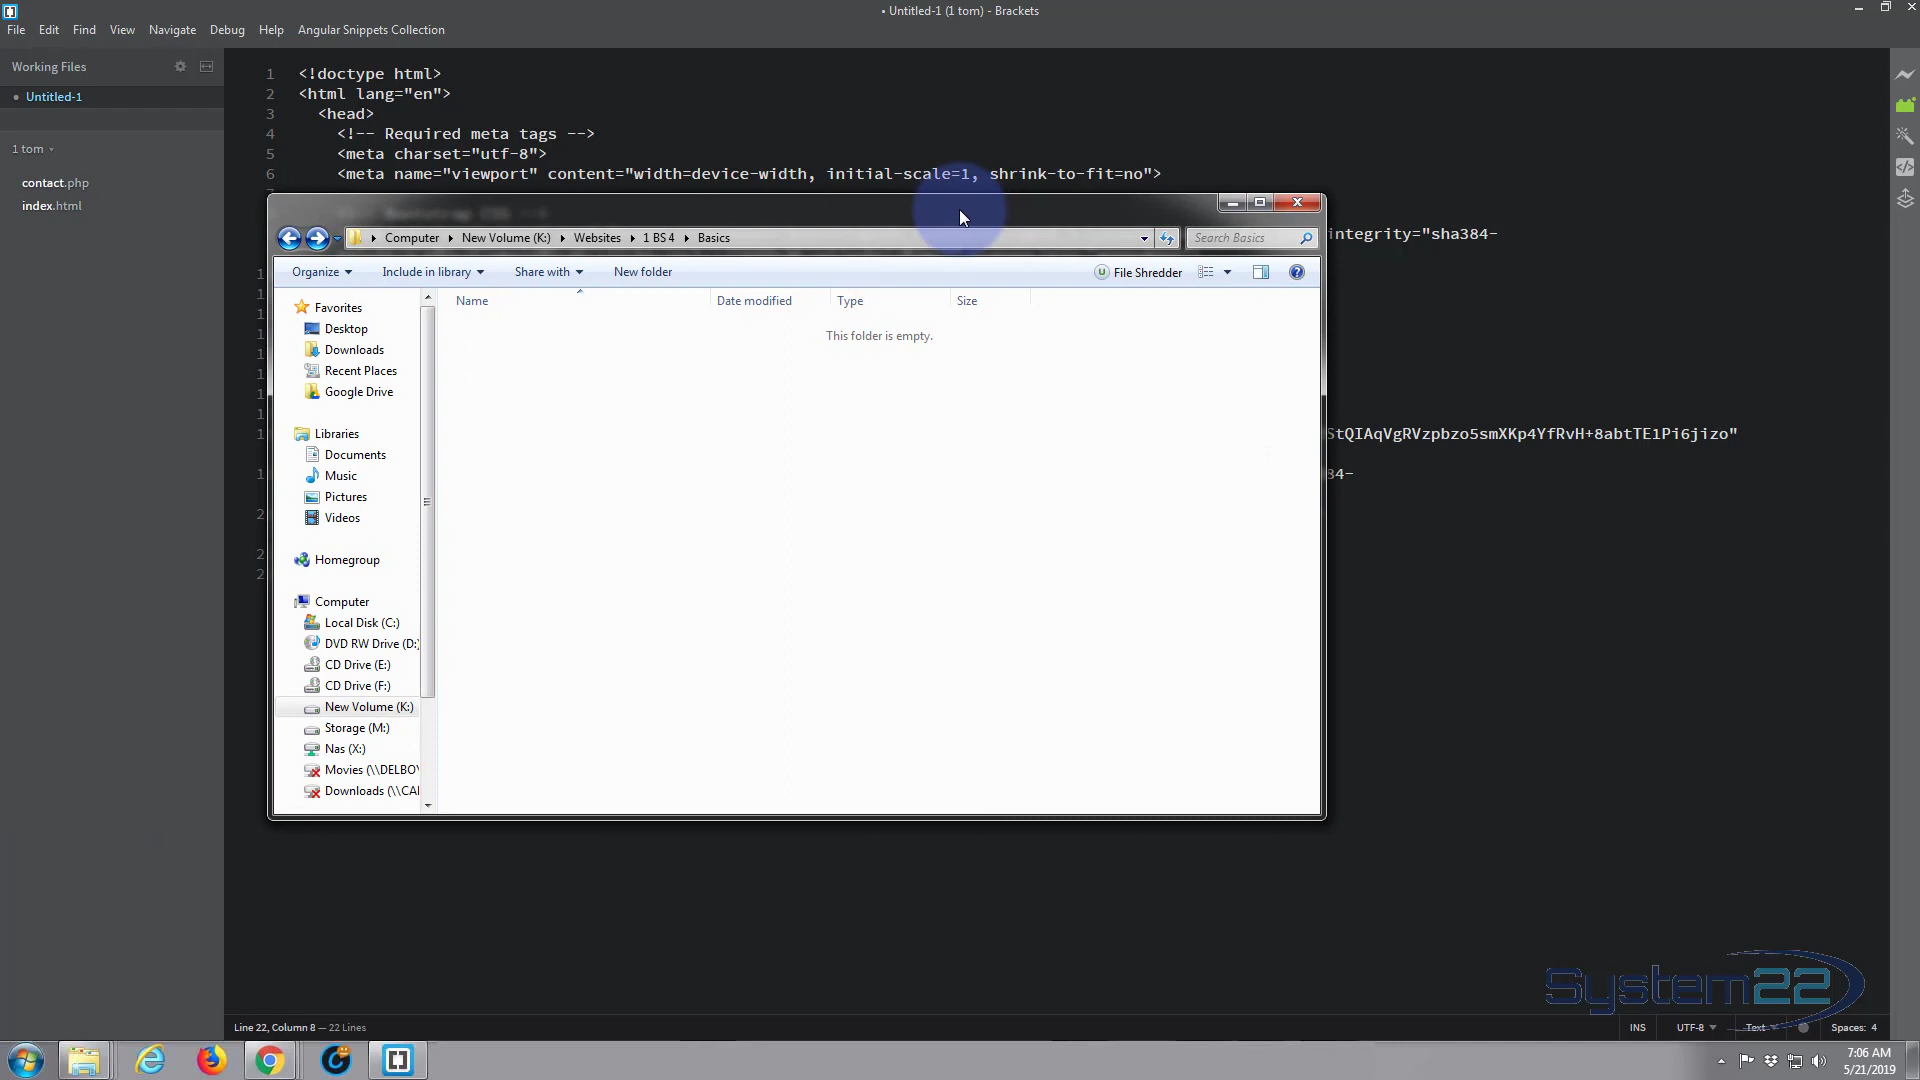 • Untitled-1 (1 tom) - Brackets
File Edit Find View Navigate Debug Help Angular Snippets Collection
Working Files
• Untitled-1
1 tom
contact.php
index.html
1 <!doctype html>
2 <html lang="en">
3 <head>
4 <!-- Required meta tags -->
5 <meta charset="utf-8">
6 <meta name="viewport" content="width=device-width, initial-scale=1, shrink-to-fit=no">
integrity="sha384-
StQIAqVgRVzpbzo5smXKp4YfRvH+8abtTE1Pi6jizo"
84-
Computer New Volume (K:) Websites 1 BS 4 Basics
Search Basics
Organize Include in library Share with New folder
File Shredder
Name Date modified Type Size
This folder is empty.
Favorites
Desktop
Downloads
Recent Places
Google Drive
Libraries
Documents
Music
Pictures
Videos
Homegroup
Computer
Local Disk (C:)
DVD RW Drive (D:)
CD Drive (E:)
CD Drive (F:)
New Volume (K:)
Storage (M:)
Nas (X:)
Movies (\\DELBO
Downloads (\\CA
System22
Line 22, Column 8 — 22 Lines
INS UTF-8 Text Spaces: 4
7:06 AM
5/21/2019